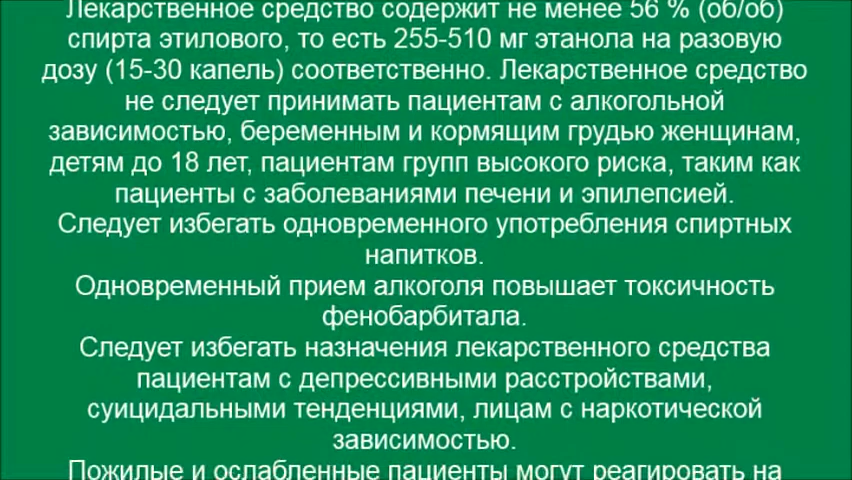 Лекарственное средство содержит не менее 56 % (об/об)
спирта этилового, то есть 255-510 мг этанола на разовую
дозу (15-30 капель) соответственно. Лекарственное средство
не следует принимать пациентам с алкогольной
зависимостью, беременным и кормящим грудью женщинам,
детям до 18 лет, пациентам групп высокого риска, таким как
пациенты с заболеваниями печени и эпилепсией.
Следует избегать одновременного употребления спиртных
напитков.
Одновременный прием алкоголя повышает токсичность
фенобарбитала.
Следует избегать назначения лекарственного средства
пациентам с депрессивными расстройствами,
суицидальными тенденциями, лицам с наркотической
зависимостью.
Пожилые и ослабленные пациенты могут реагировать на